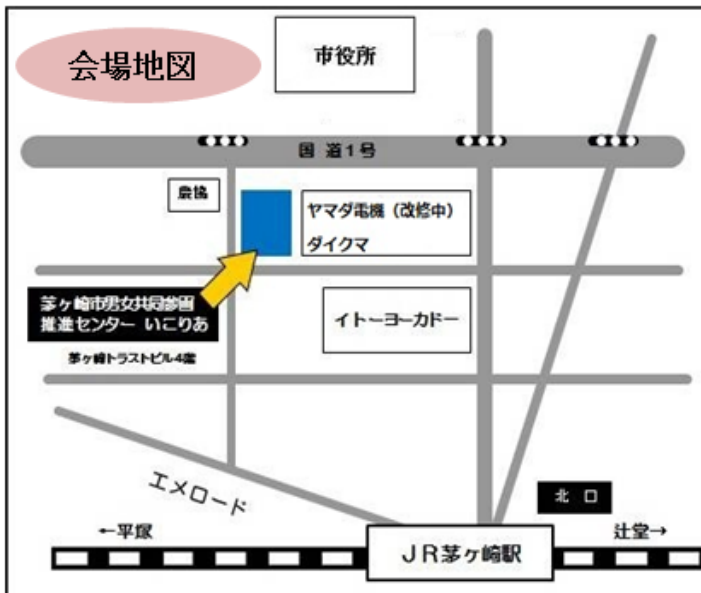 会場地図
市役所
国道1号
農協
ヤマダ電機（改修中）
ダイクマ
茅ヶ崎市男女共同参画
推進センター いこりあ
イトーヨーカドー
茅ヶ崎トラストビル4階
エメロード
北口
←平塚
辻堂→
JR茅ヶ崎駅